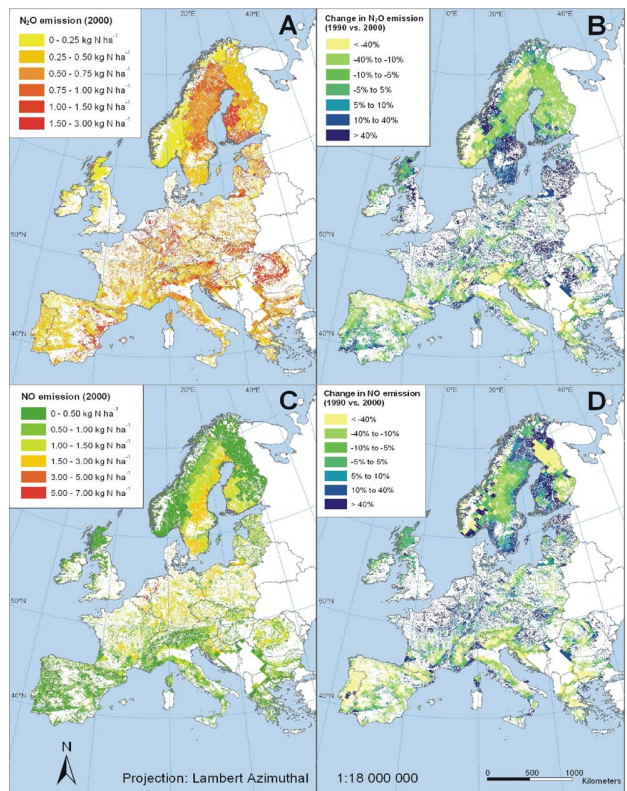 20°E 40°E
A
N₂O emission (2000)
0 - 0.25 kg N ha⁻¹
0.25 - 0.50 kg N ha⁻¹
0.50 - 0.75 kg N ha⁻¹
0.75 - 1.00 kg N ha⁻¹
1.00 - 1.50 kg N ha⁻¹
1.50 - 3.00 kg N ha⁻¹
50°N
40°N
20°E 40°E
B
Change in N₂O emission
(1990 vs. 2000)
< -40%
-40% to -10%
-10% to -5%
-5% to 5%
5% to 10%
10% to 40%
> 40%
50°N
40°N
20°E 40°E
C
NO emission (2000)
0 - 0.50 kg N ha⁻¹
0.50 - 1.00 kg N ha⁻¹
1.00 - 1.50 kg N ha⁻¹
1.50 - 3.00 kg N ha⁻¹
3.00 - 5.00 kg N ha⁻¹
5.00 - 7.00 kg N ha⁻¹
50°N
40°N
20°E 40°E
D
Change in NO emission
(1990 vs. 2000)
< -40%
-40% to -10%
-10% to -5%
-5% to 5%
5% to 10%
10% to 40%
> 40%
50°N
40°N
N
Projection: Lambert Azimuthal
1:18 000 000
0 500 1000
Kilometers